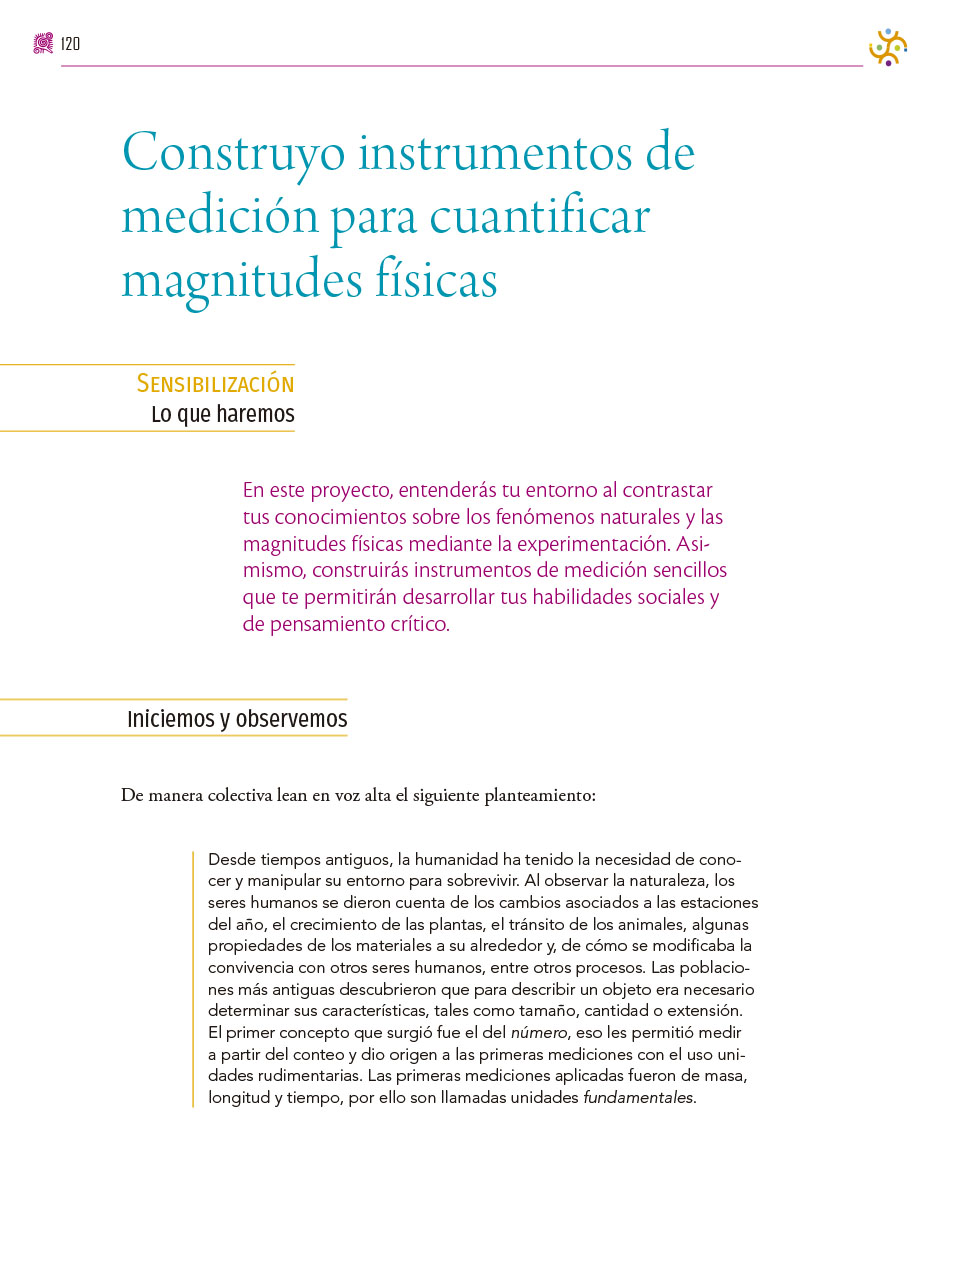 120
Construyo instrumentos de
medición para cuantificar
magnitudes físicas
Sensibilización
Lo que haremos
En este proyecto, entenderás tu entorno al contrastar
tus conocimientos sobre los fenómenos naturales y las
magnitudes físicas mediante la experimentación. Asi-
mismo, construirás instrumentos de medición sencillos
que te permitirán desarrollar tus habilidades sociales y
de pensamiento crítico.
Iniciemos y observemos
De manera colectiva lean en voz alta el siguiente planteamiento:
Desde tiempos antiguos, la humanidad ha tenido la necesidad de cono-
cer y manipular su entorno para sobrevivir. Al observar la naturaleza, los
seres humanos se dieron cuenta de los cambios asociados a las estaciones
del año, el crecimiento de las plantas, el tránsito de los animales, algunas
propiedades de los materiales a su alrededor y, de cómo se modificaba la
convivencia con otros seres humanos, entre otros procesos. Las poblacio-
nes más antiguas descubrieron que para describir un objeto era necesario
determinar sus características, tales como tamaño, cantidad o extensión.
El primer concepto que surgió fue el del número, eso les permitió medir
a partir del conteo y dio origen a las primeras mediciones con el uso uni-
dades rudimentarias. Las primeras mediciones aplicadas fueron de masa,
longitud y tiempo, por ello son llamadas unidades fundamentales.